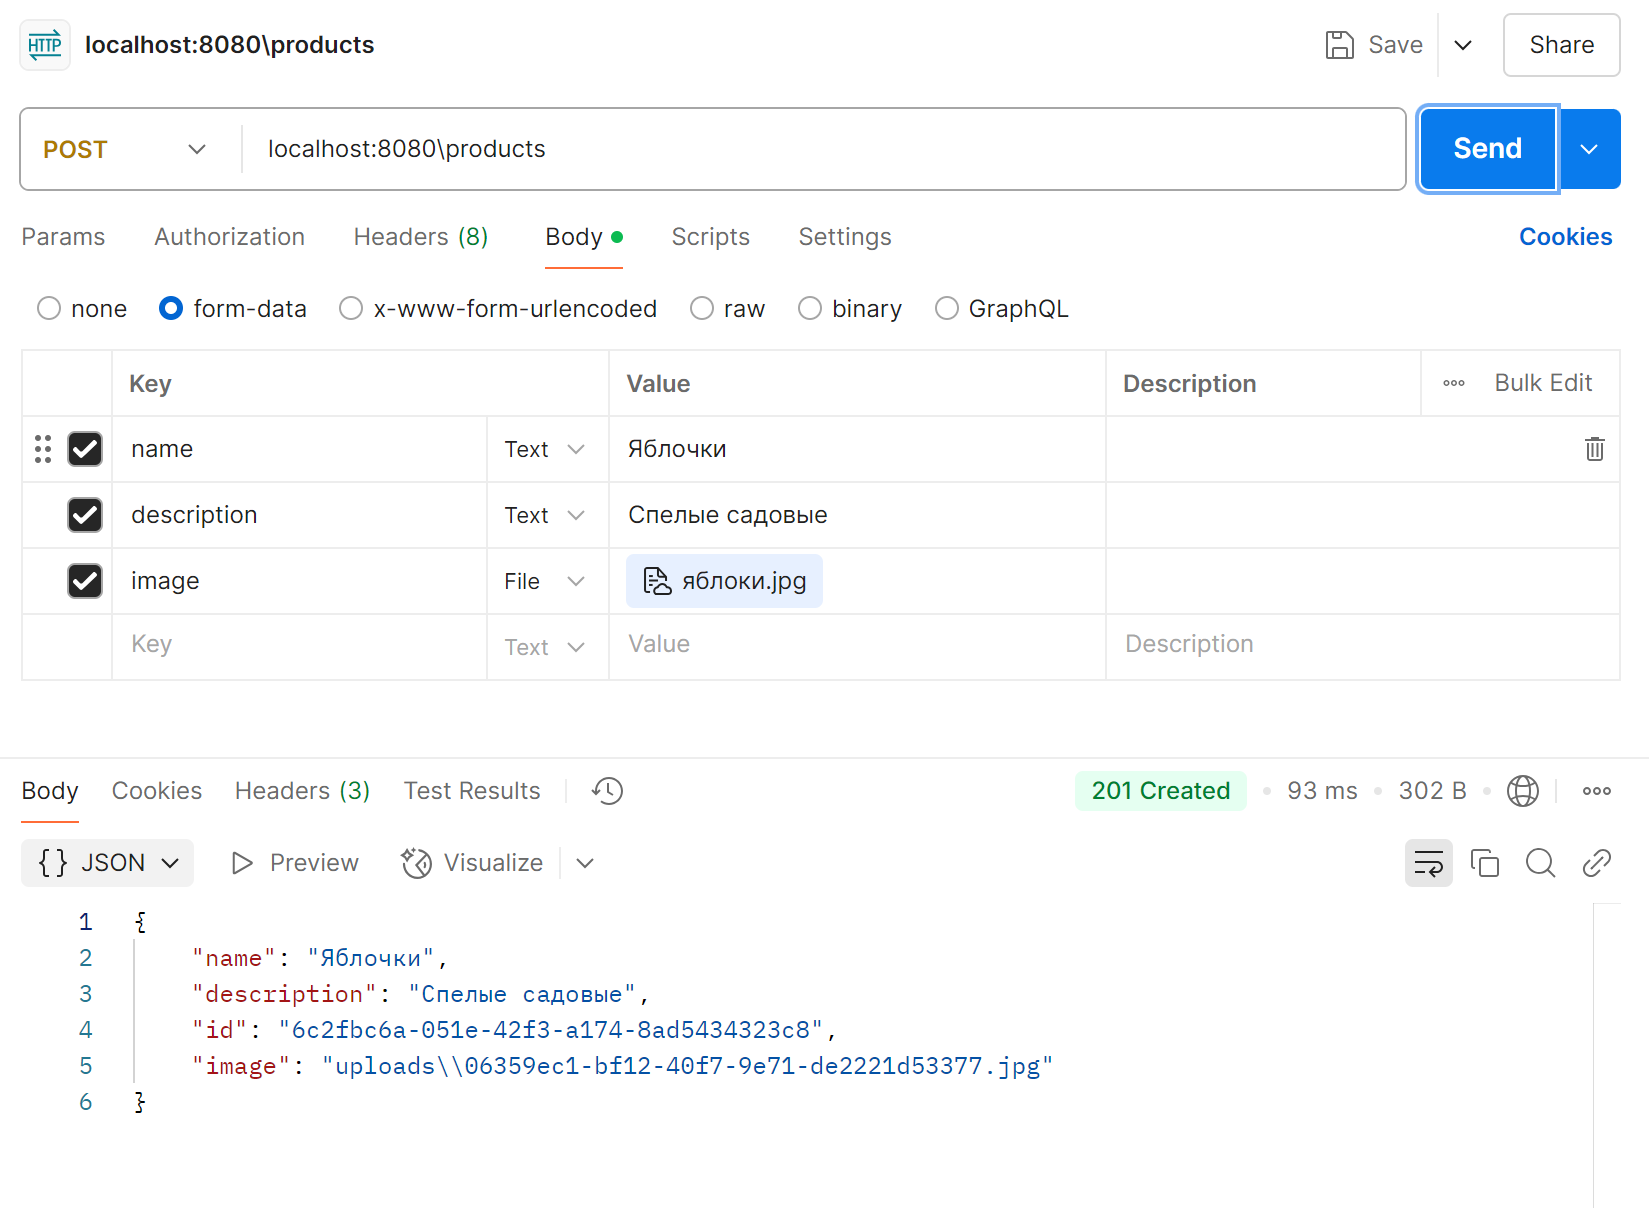 HTTP localhost:8080\products Save Share
POST localhost:8080\products Send
Params Authorization Headers (8) Body Scripts Settings Cookies
none form-data x-www-form-urlencoded raw binary GraphQL
Key Value Description Bulk Edit
name Text Яблочки
description Text Спелые садовые
image File яблоки.jpg
Key Text Value Description
Body Cookies Headers (3) Test Results 201 Created 93 ms 302 B
{} JSON Preview Visualize
1 {
2 "name": "Яблочки",
3 "description": "Спелые садовые",
4 "id": "6c2fbc6a-051e-42f3-a174-8ad5434323c8",
5 "image": "uploads\\06359ec1-bf12-40f7-9e71-de2221d53377.jpg"
6 }